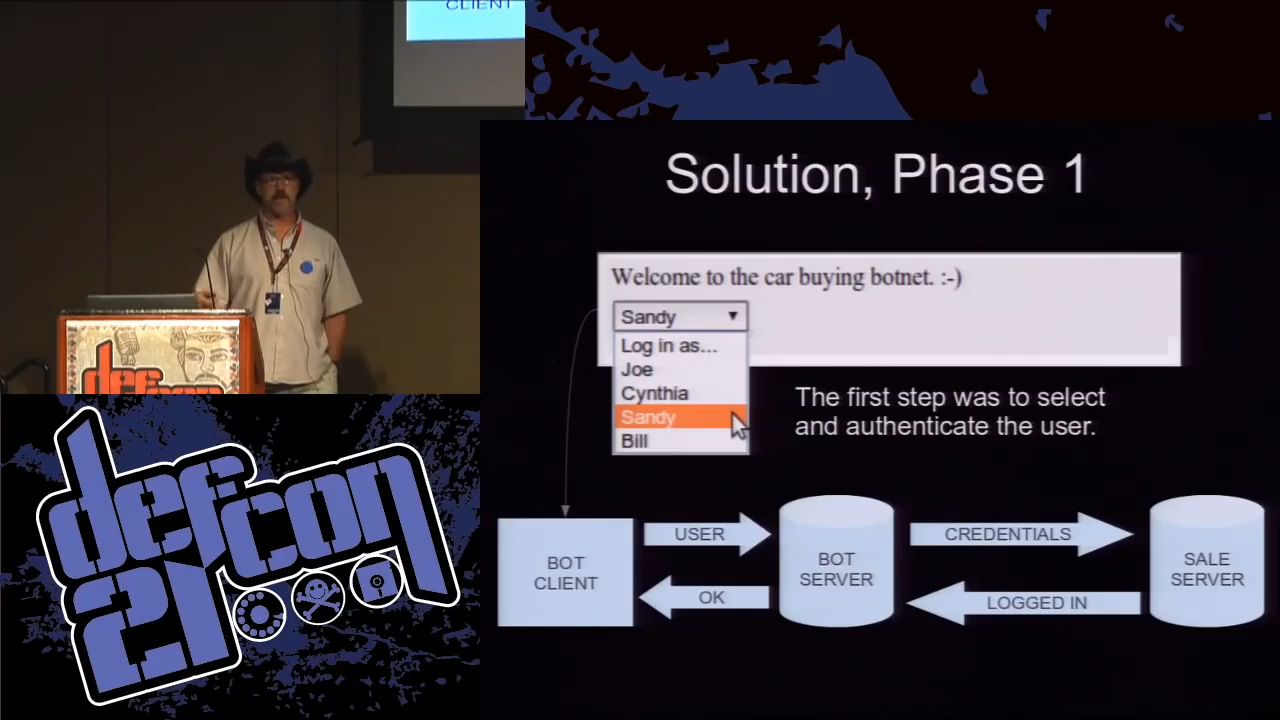 CLIENT
Solution, Phase 1
Welcome to the car buying botnet. :-)
Sandy
Log in as...
Joe
Cynthia
Sandy
Bill
The first step was to select
and authenticate the user.
BOT
CLIENT
USER
OK
BOT
SERVER
CREDENTIALS
LOGGED IN
SALE
SERVER
defcon
defcon
21